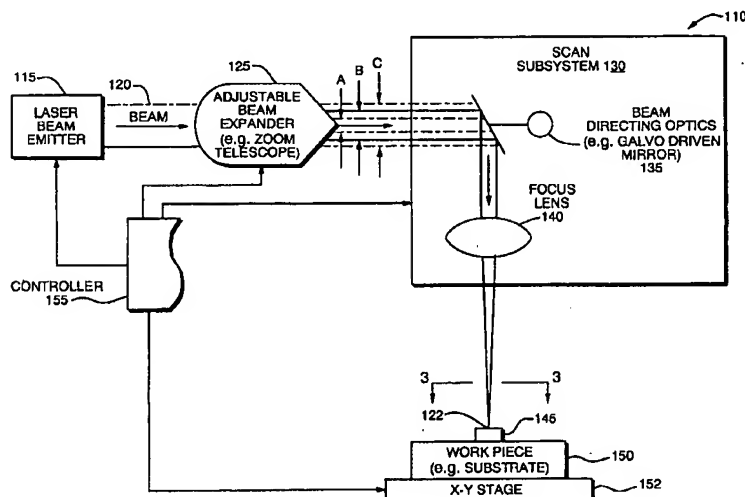 110
SCAN
SUBSYSTEM 130
115
120
125
A
B
C
LASER
BEAM
EMITTER
BEAM
ADJUSTABLE
BEAM
EXPANDER
(e.g. ZOOM
TELESCOPE)
BEAM
DIRECTING OPTICS
(e.g. GALVO DRIVEN
MIRROR)
135
FOCUS
LENS
140
CONTROLLER
155
3
3
122
145
WORK PIECE
(e.g. SUBSTRATE)
150
X-Y STAGE
152